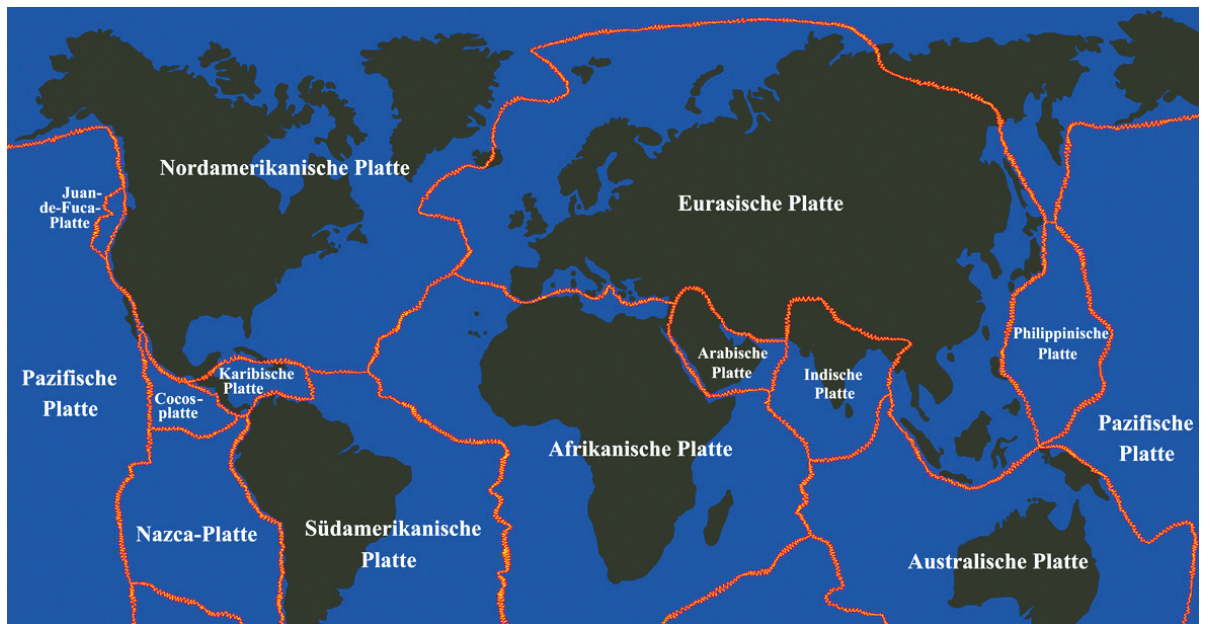 Nordamerikanische Platte
Juan-
de-Fuca-
Platte
Eurasische Platte
Philippinische
Platte
Arabische
Platte
Indische
Platte
Karibische
Platte
Cocos-
platte
Pazifische
Platte
Afrikanische Platte
Pazifische
Platte
Nazca-Platte
Südamerikanische
Platte
Australische Platte